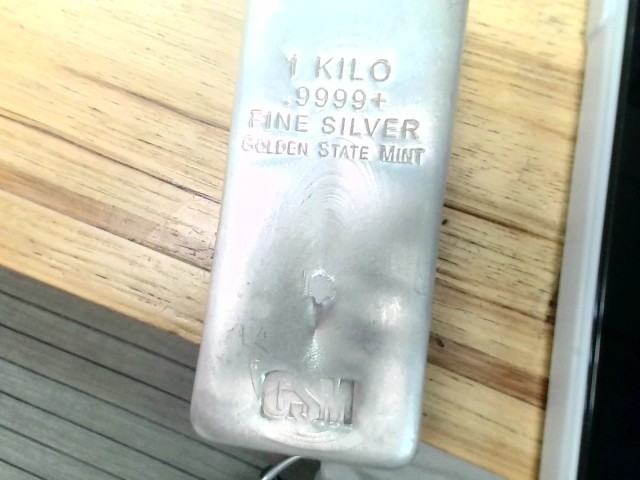 1 KILO
.9999+
FINE SILVER
GOLDEN STATE MINT
GSM